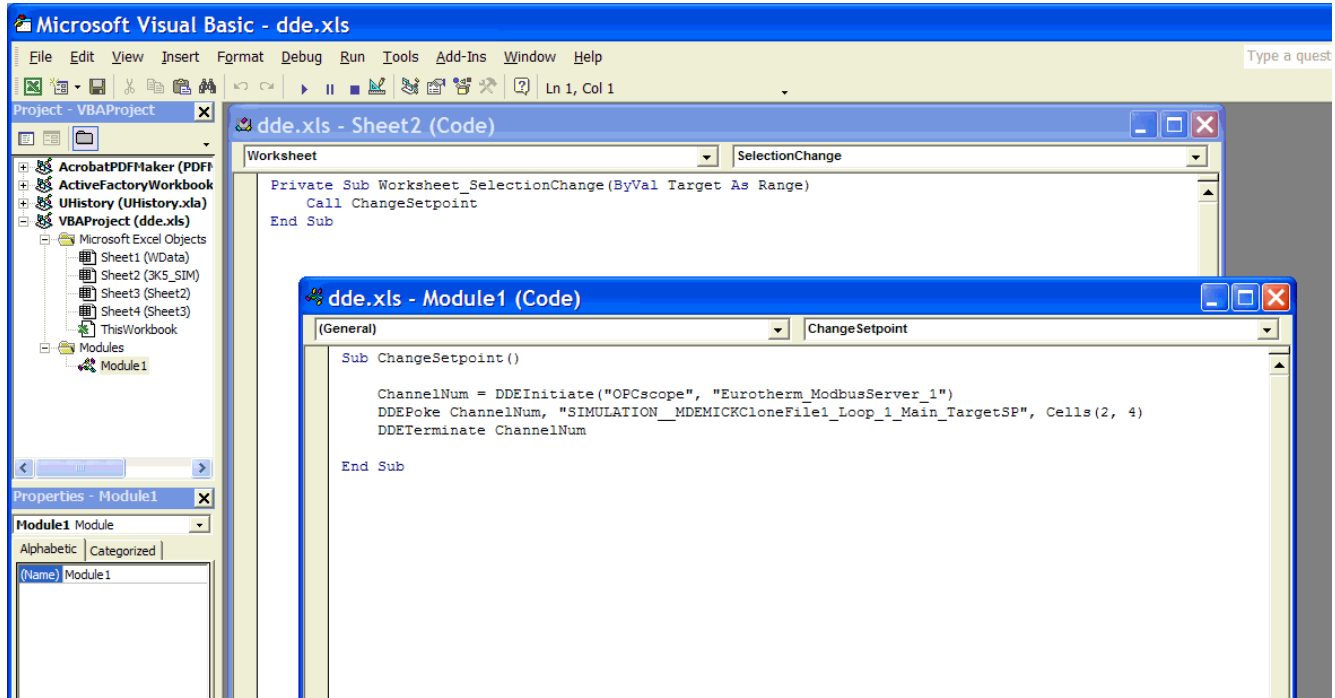 Microsoft Visual Basic - dde.xls
File Edit View Insert Format Debug Run Tools Add-Ins Window Help
Type a quest
Ln 1, Col 1
Project - VBAProject
AcrobatPDFMaker (PDFM
ActiveFactoryWorkbook
UHistory (UHistory.xla)
VBAProject (dde.xls)
Microsoft Excel Objects
Sheet1 (WData)
Sheet2 (3K5_SIM)
Sheet3 (Sheet2)
Sheet4 (Sheet3)
ThisWorkbook
Modules
Module1
Properties - Module1
Module1 Module
Alphabetic Categorized
(Name) Module1
dde.xls - Sheet2 (Code)
Worksheet SelectionChange
Private Sub Worksheet_SelectionChange(ByVal Target As Range)
Call ChangeSetpoint
End Sub
dde.xls - Module1 (Code)
(General) ChangeSetpoint
Sub ChangeSetpoint()
ChannelNum = DDEInitiate("OPCscope", "Eurotherm_ModbusServer_1")
DDEPoke ChannelNum, "SIMULATION__MDEMICKCloneFile1_Loop_1_Main_TargetSP", Cells(2, 4)
DDETerminate ChannelNum
End Sub